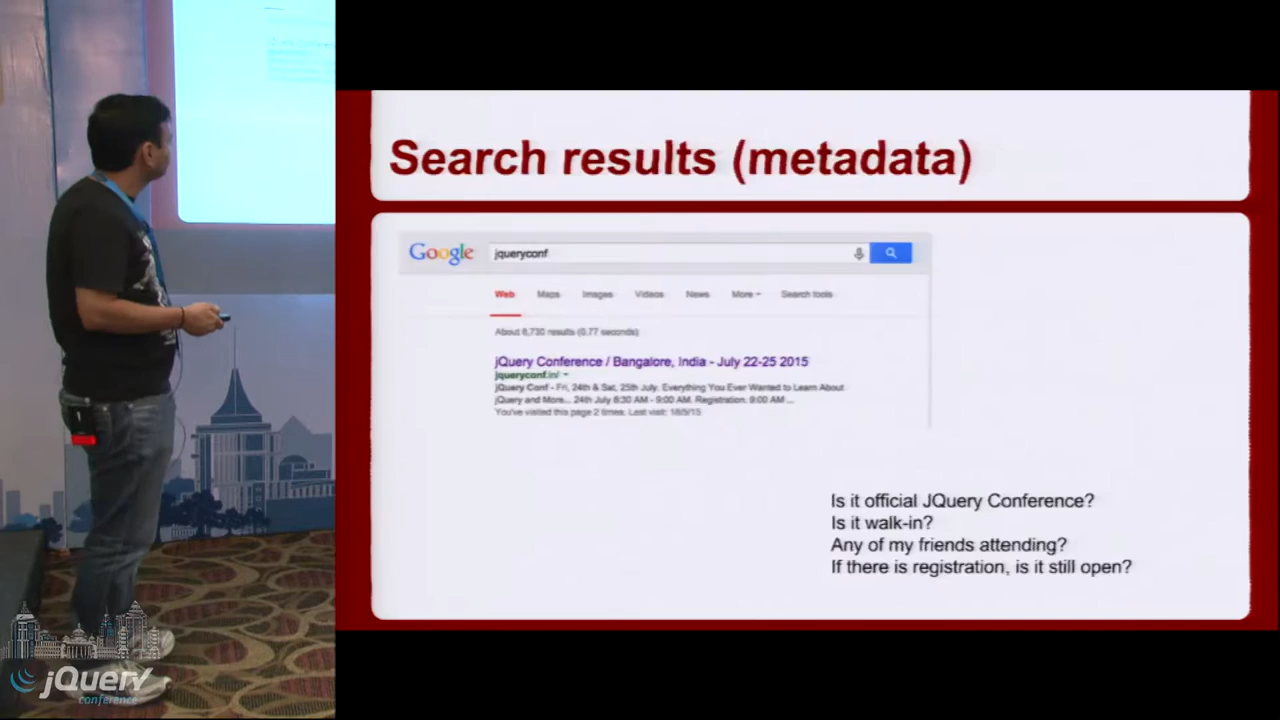 Search results (metadata)
Google
jqueryconf
Web Maps Images Videos News More Search tools
About 6,730 results (0.77 seconds)
jQuery Conference / Bangalore, India - July 22-25 2015
jqueryconf.in/
jQuery Conf - Fri, 24th & Sat, 25th July. Everything You Ever Wanted to Learn About
jQuery and More... 24th July 8:30 AM - 9:00 AM. Registration. 9:00 AM ...
You've visited this page 2 times. Last visit: 18/5/15
Is it official JQuery Conference?
Is it walk-in?
Any of my friends attending?
If there is registration, is it still open?
jQuery
conference